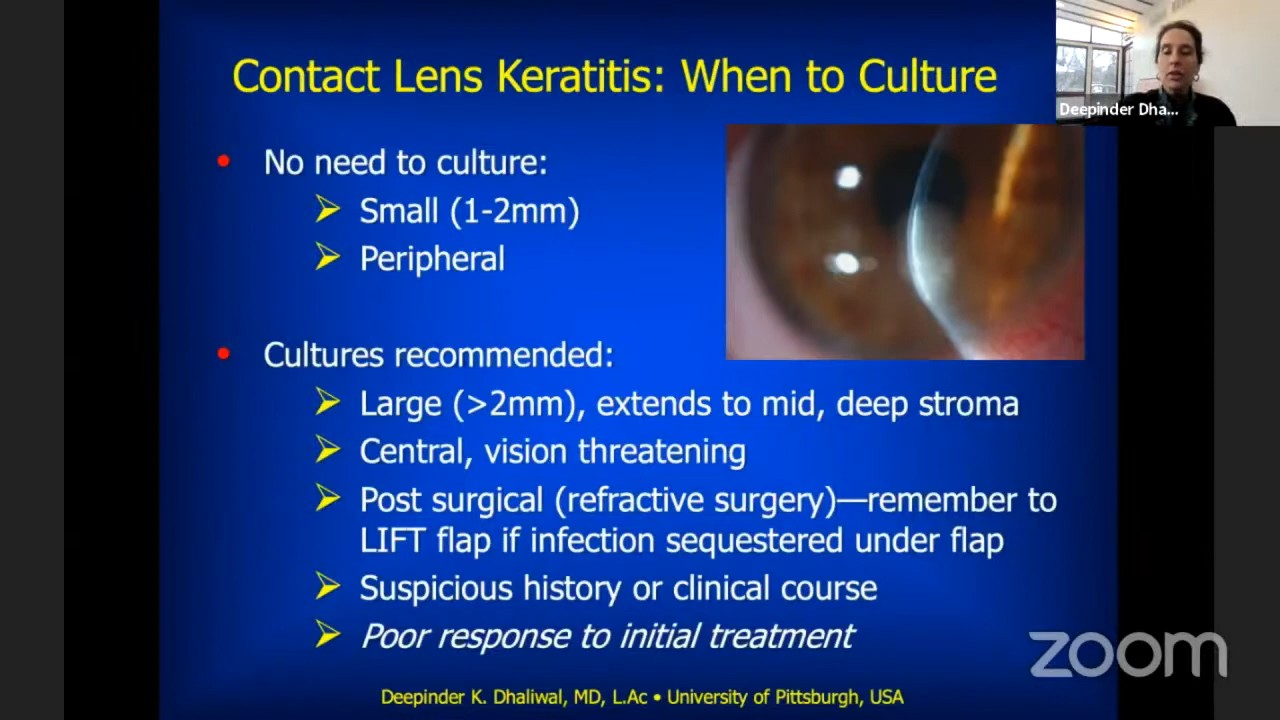 Contact Lens Keratitis: When to Culture
Deepinder Dha...
• No need to culture:
➢ Small (1-2mm)
➢ Peripheral
• Cultures recommended:
➢ Large (>2mm), extends to mid, deep stroma
➢ Central, vision threatening
➢ Post surgical (refractive surgery)—remember to
LIFT flap if infection sequestered under flap
➢ Suspicious history or clinical course
➢ Poor response to initial treatment
zoom
Deepinder K. Dhaliwal, MD, L.Ac • University of Pittsburgh, USA